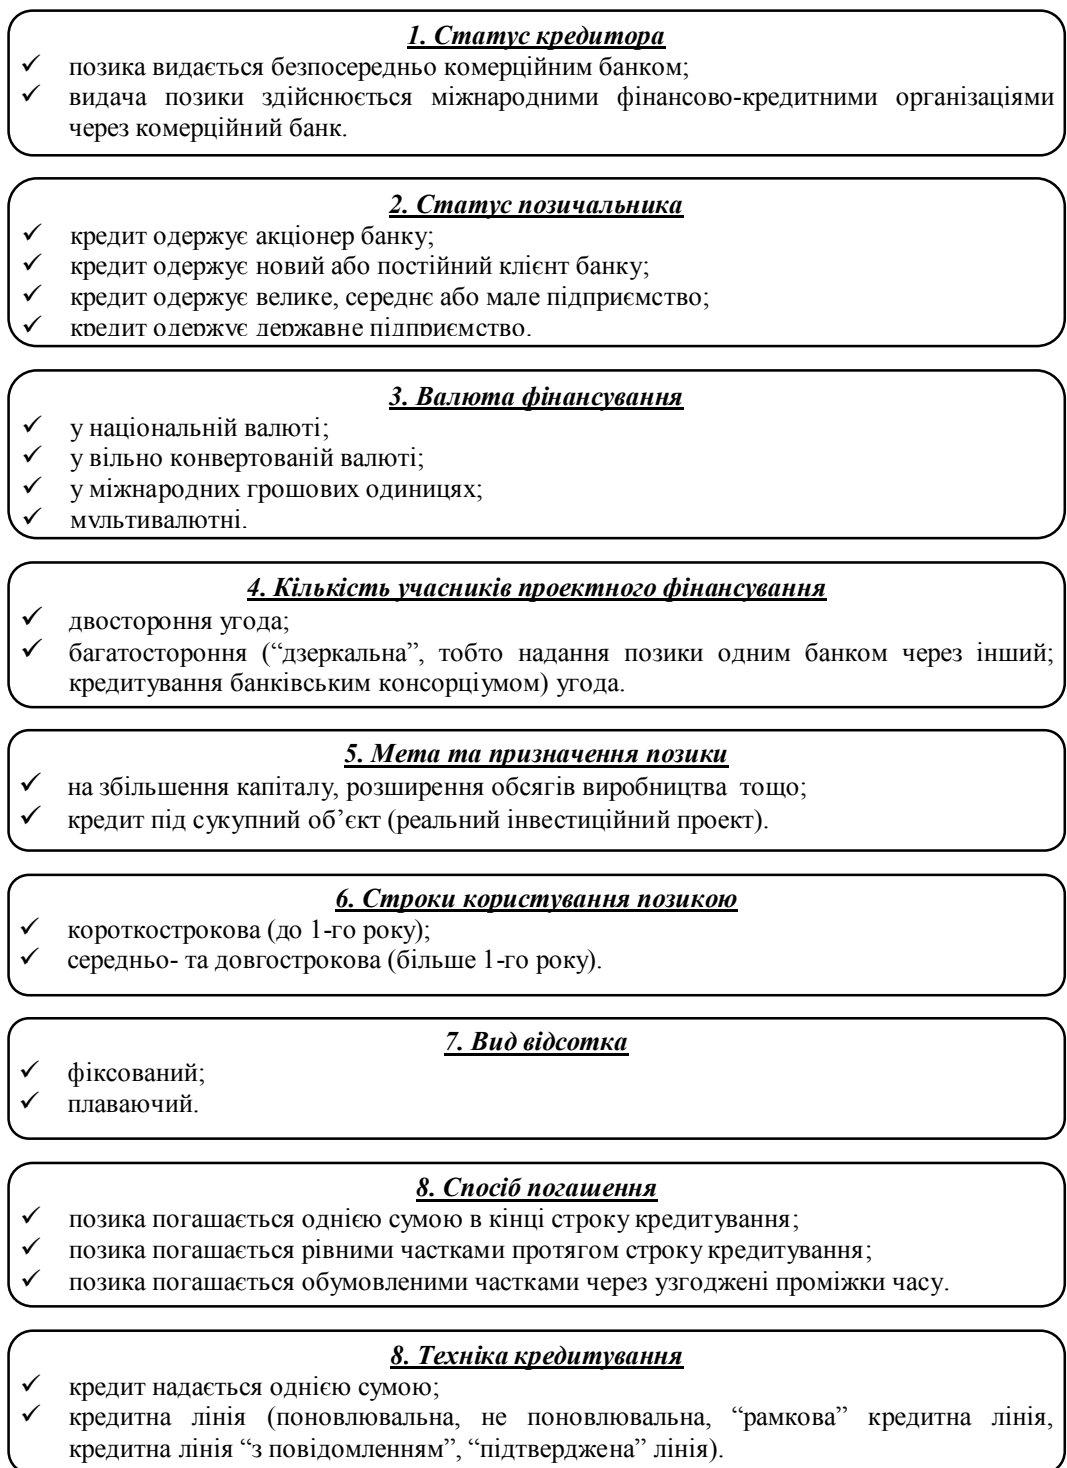 1. Статус кредитора
✓ позика видається безпосередньо комерційним банком;
✓ видача позики здійснюється міжнародними фінансово-кредитними організаціями
через комерційний банк.
2. Статус позичальника
✓ кредит одержує акціонер банку;
✓ кредит одержує новий або постійний клієнт банку;
✓ кредит одержує велике, середнє або мале підприємство;
✓ кредит одержує державне підприємство.
3. Валюта фінансування
✓ у національній валюті;
✓ у вільно конвертованій валюті;
✓ у міжнародних грошових одиницях;
✓ мультивалютні.
4. Кількість учасників проектного фінансування
✓ двостороння угода;
✓ багатостороння (“дзеркальна”, тобто надання позики одним банком через інший;
кредитування банківським консорціумом) угода.
5. Мета та призначення позики
✓ на збільшення капіталу, розширення обсягів виробництва тощо;
✓ кредит під сукупний об’єкт (реальний інвестиційний проект).
6. Строки користування позикою
✓ короткострокова (до 1-го року);
✓ середньо- та довгострокова (більше 1-го року).
7. Вид відсотка
✓ фіксований;
✓ плаваючий.
8. Спосіб погашення
✓ позика погашається однією сумою в кінці строку кредитування;
✓ позика погашається рівними частками протягом строку кредитування;
✓ позика погашається обумовленими частками через узгоджені проміжки часу.
8. Техніка кредитування
✓ кредит надається однією сумою;
✓ кредитна лінія (поновлювальна, не поновлювальна, “рамкова” кредитна лінія,
кредитна лінія “з повідомленням”, “підтверджена” лінія).